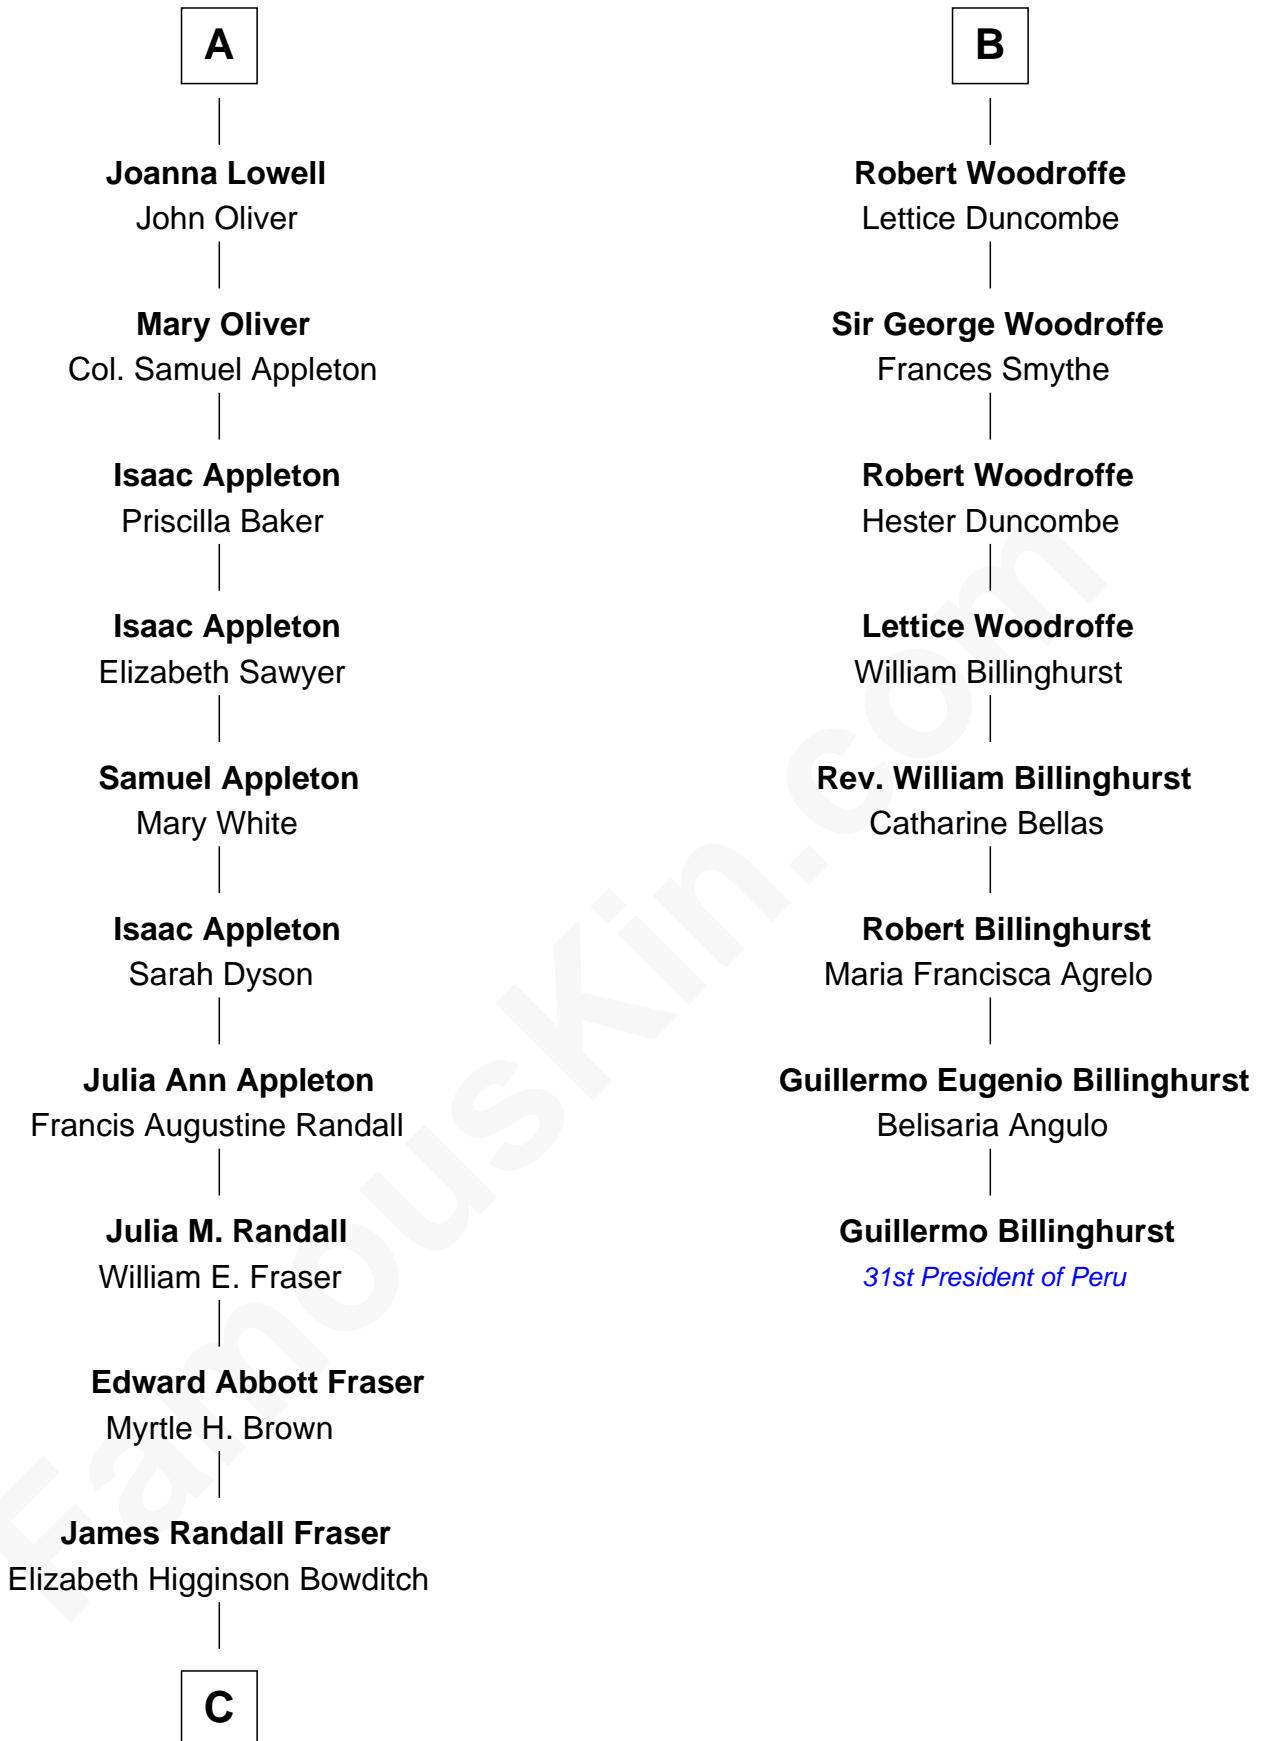 A
Joanna Lowell
John Oliver
Mary Oliver
Col. Samuel Appleton
Isaac Appleton
Priscilla Baker
Isaac Appleton
Elizabeth Sawyer
Samuel Appleton
Mary White
Isaac Appleton
Sarah Dyson
Julia Ann Appleton
Francis Augustine Randall
Julia M. Randall
William E. Fraser
Edward Abbott Fraser
Myrtle H. Brown
James Randall Fraser
Elizabeth Higginson Bowditch
C
B
Robert Woodroffe
Lettice Duncombe
Sir George Woodroffe
Frances Smythe
Robert Woodroffe
Hester Duncombe
Lettice Woodroffe
William Billinghurst
Rev. William Billinghurst
Catharine Bellas
Robert Billinghurst
Maria Francisca Agrelo
Guillermo Eugenio Billinghurst
Belisaria Angulo
Guillermo Billinghurst
31st President of Peru
FamousKin.com